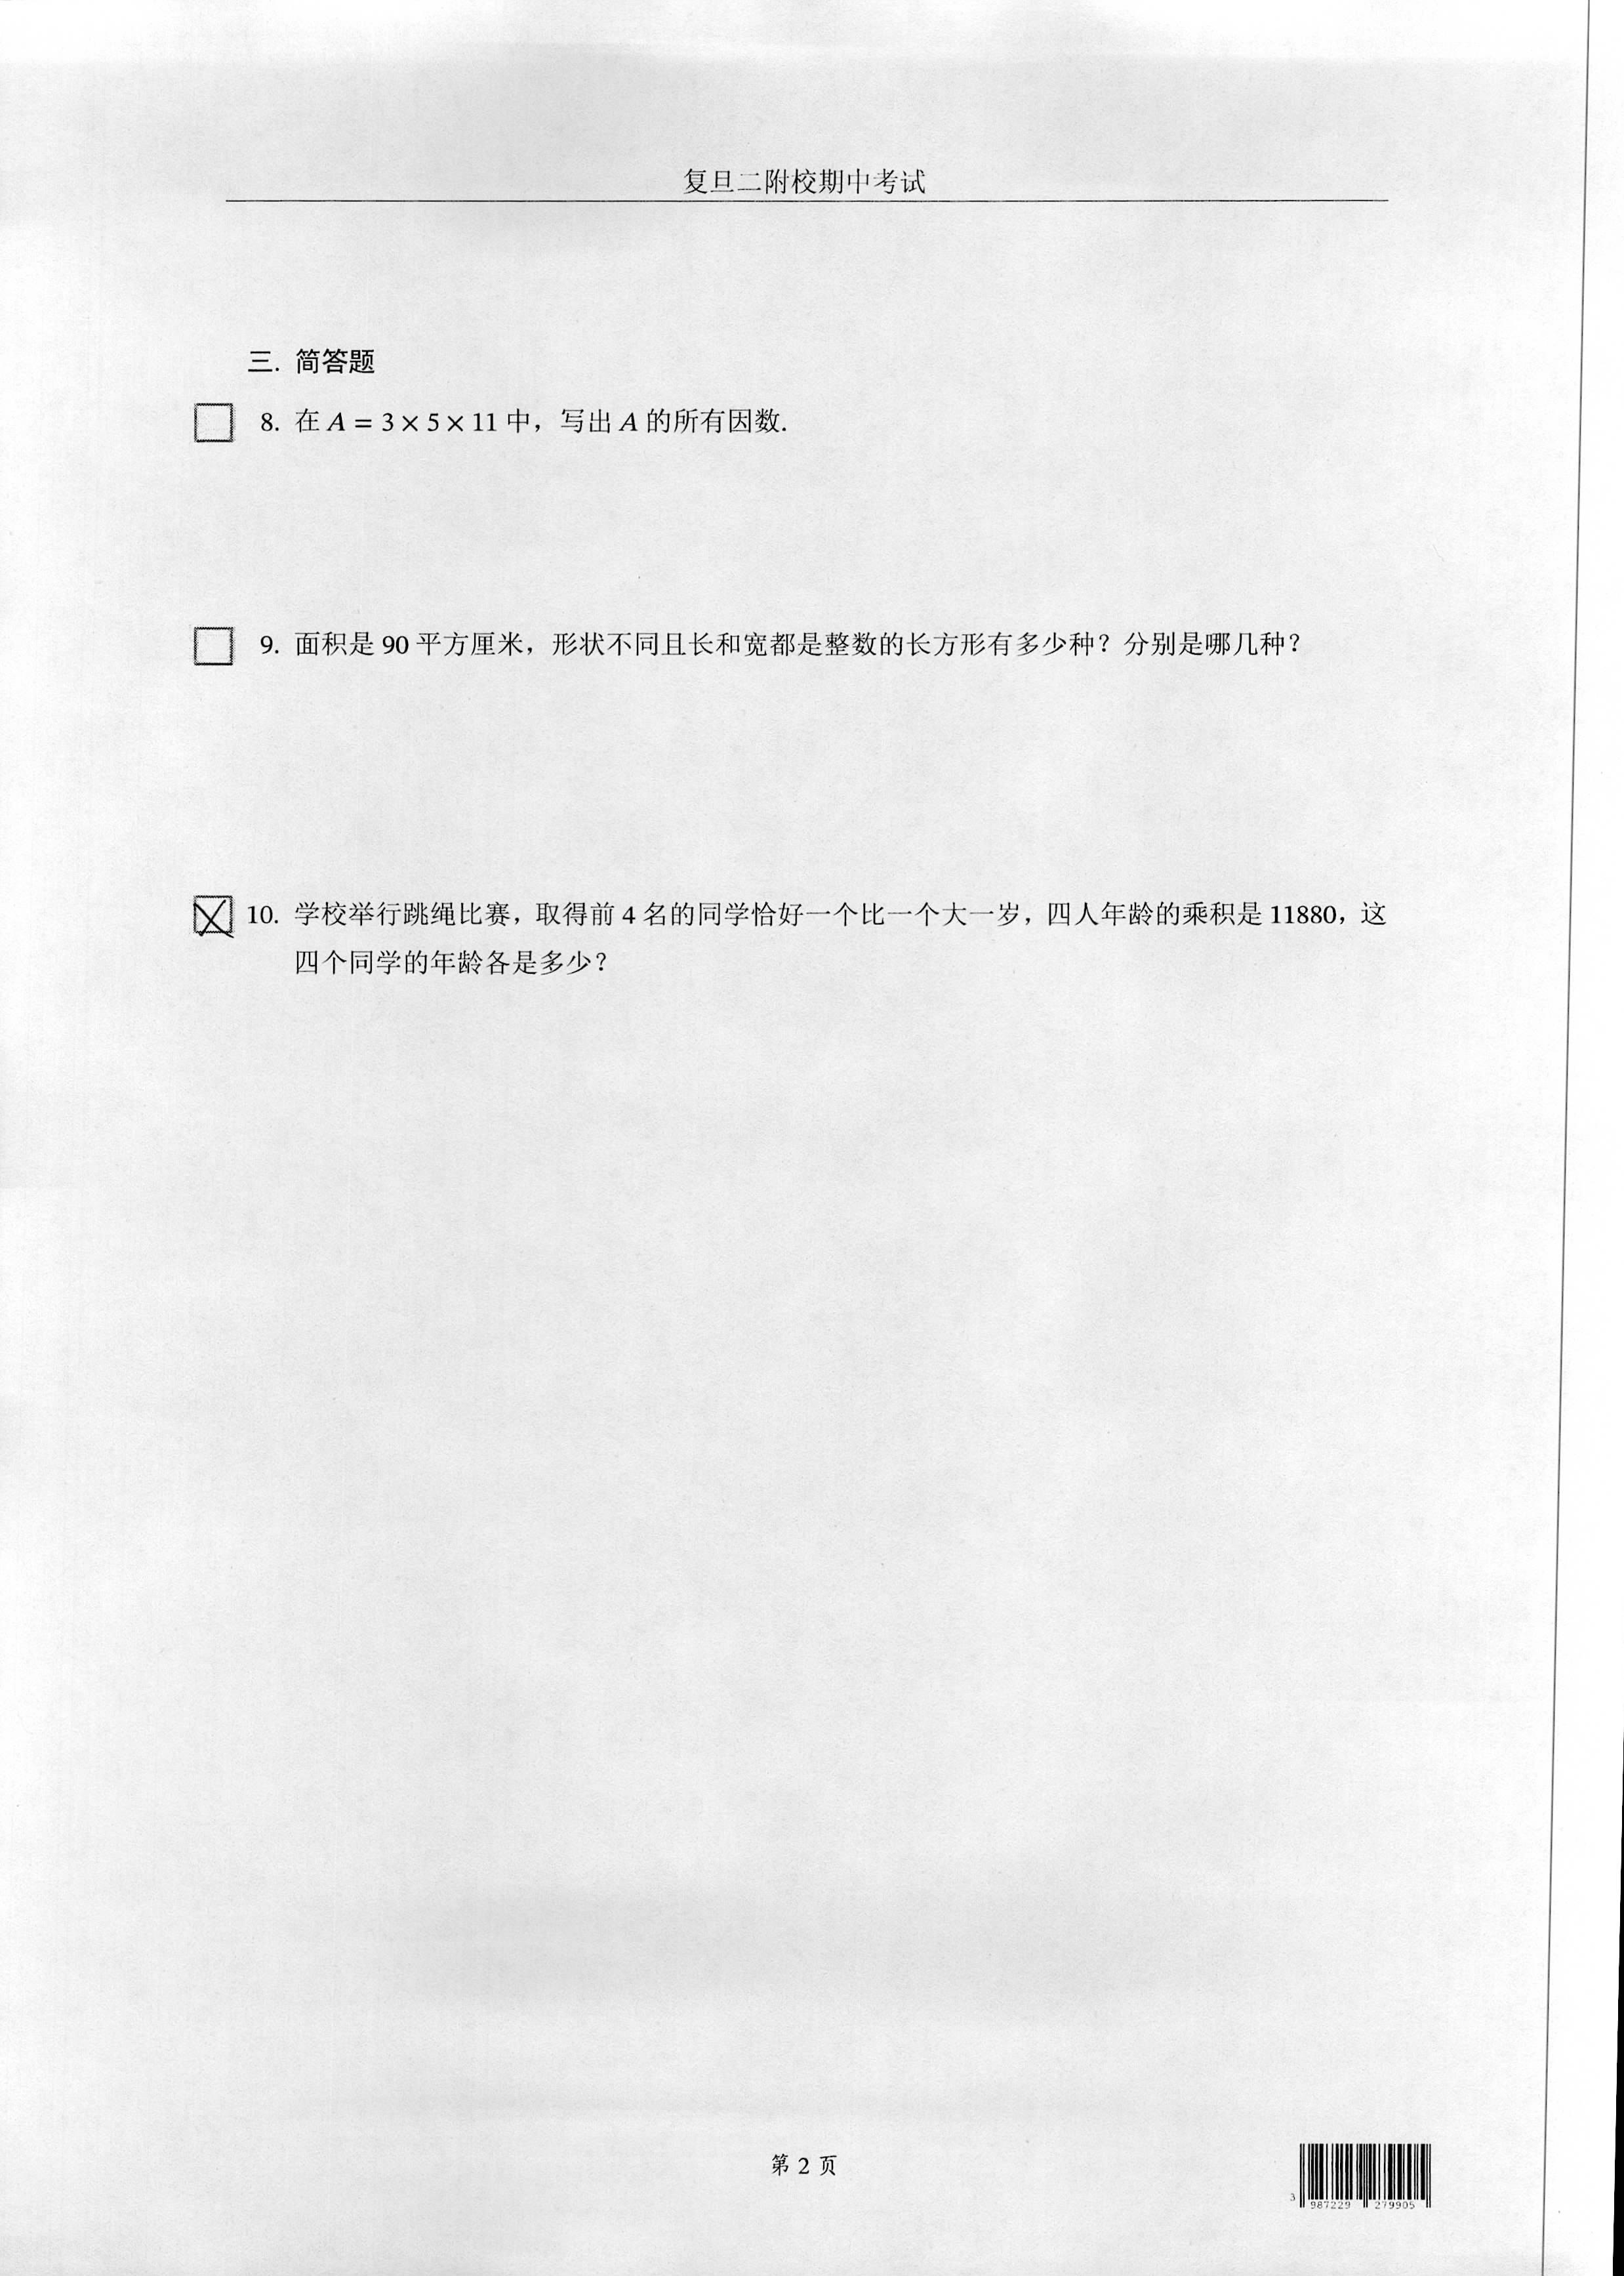 复旦二附校期中考试
三. 简答题
8. 在 A = 3 × 5 × 11 中，写出 A 的所有因数.
9. 面积是 90 平方厘米，形状不同且长和宽都是整数的长方形有多少种？分别是哪几种？
10. 学校举行跳绳比赛，取得前 4 名的同学恰好一个比一个大一岁，四人年龄的乘积是 11880，这
四个同学的年龄各是多少？
第 2 页
3 987229 279905